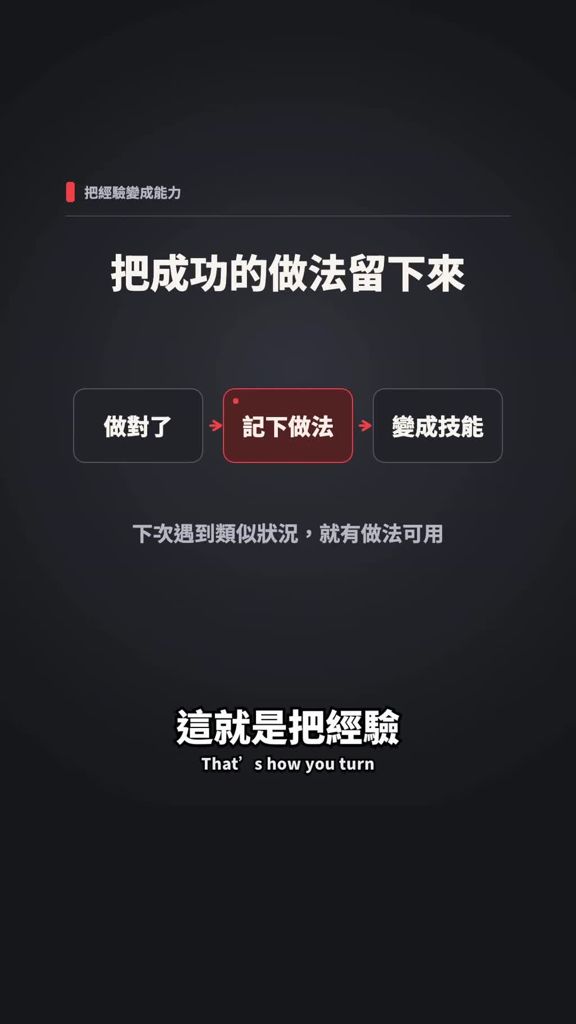 把經驗變成能力
把成功的做法留下來
做對了 → 記下做法 → 變成技能
下次遇到類似狀況，就有做法可用
這就是把經驗
That’s how you turn